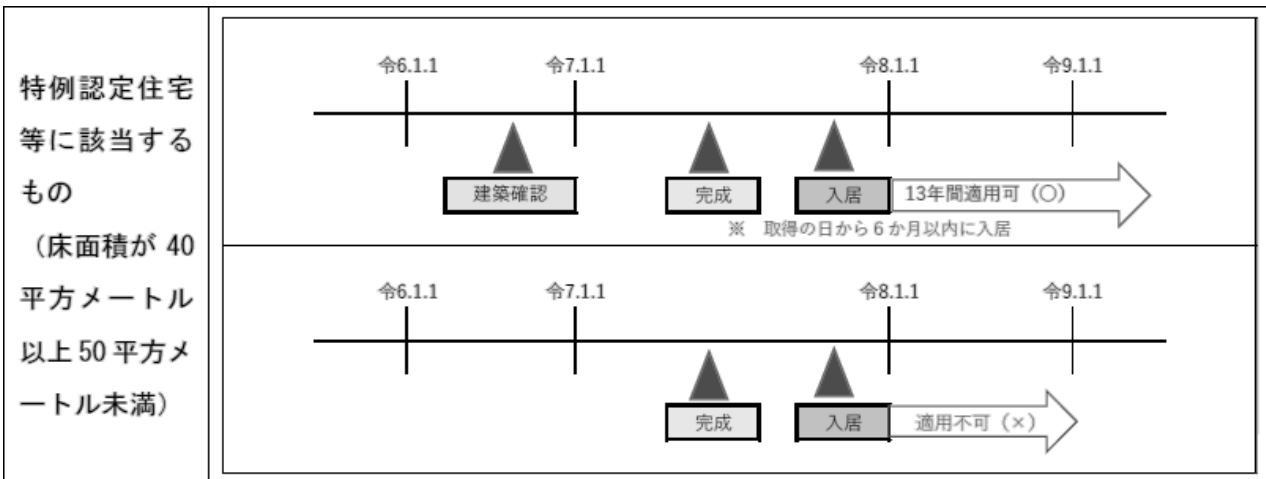 特例認定住宅
等に該当する
もの
（床面積が 40
平方メートル
以上 50 平方メ
ートル未満）
令6.1.1 令7.1.1 令8.1.1 令9.1.1
建築確認 完成 入居 13年間適用可（〇）
※ 取得の日から６か月以内に入居
令6.1.1 令7.1.1 令8.1.1 令9.1.1
完成 入居 適用不可（×）